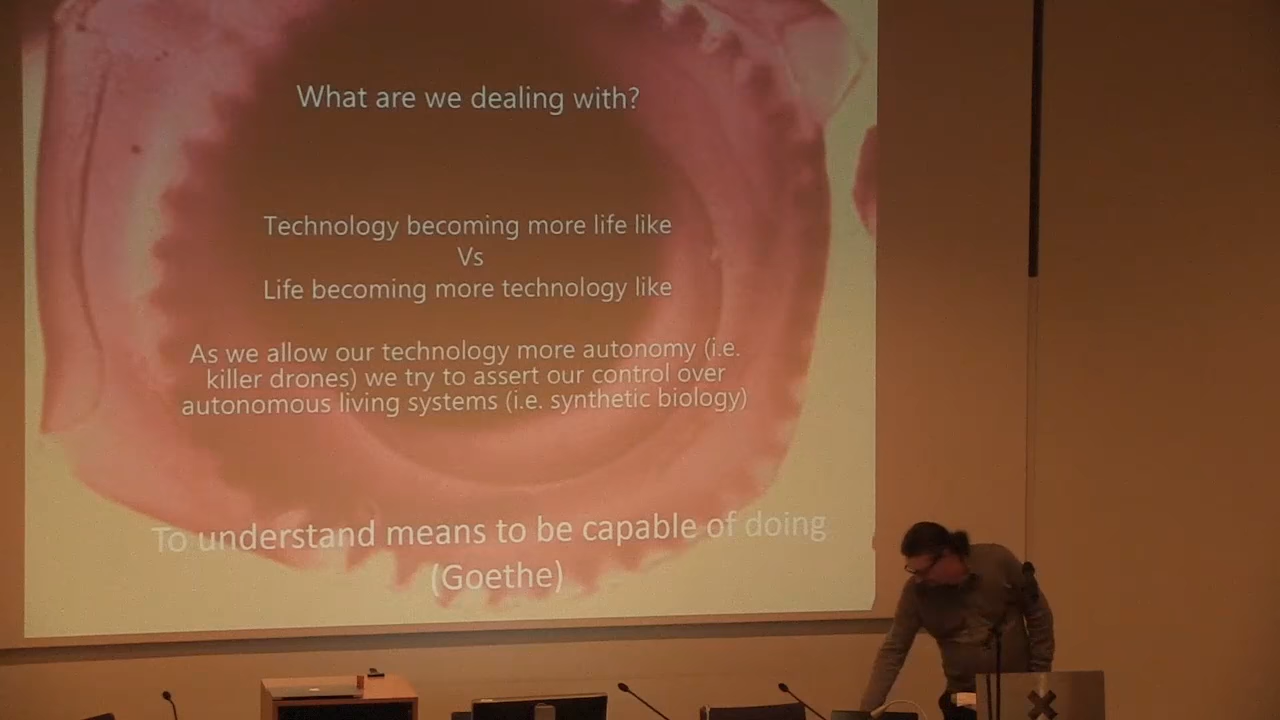 What are we dealing with?
Technology becoming more life like
Vs
Life becoming more technology like
As we allow our technology more autonomy (i.e.
killer drones) we try to assert our control over
autonomous living systems (i.e. synthetic biology)
To understand means to be capable of doing
(Goethe)